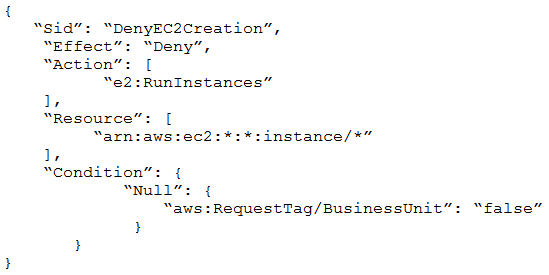 {
“Sid”: “DenyEC2Creation”,
“Effect”: “Deny”,
“Action”: [
“e2:RunInstances”
],
“Resource”: [
“arn:aws:ec2:*:*:instance/*”
],
“Condition”: {
“Null”: {
“aws:RequestTag/BusinessUnit”: “false”
}
}
}